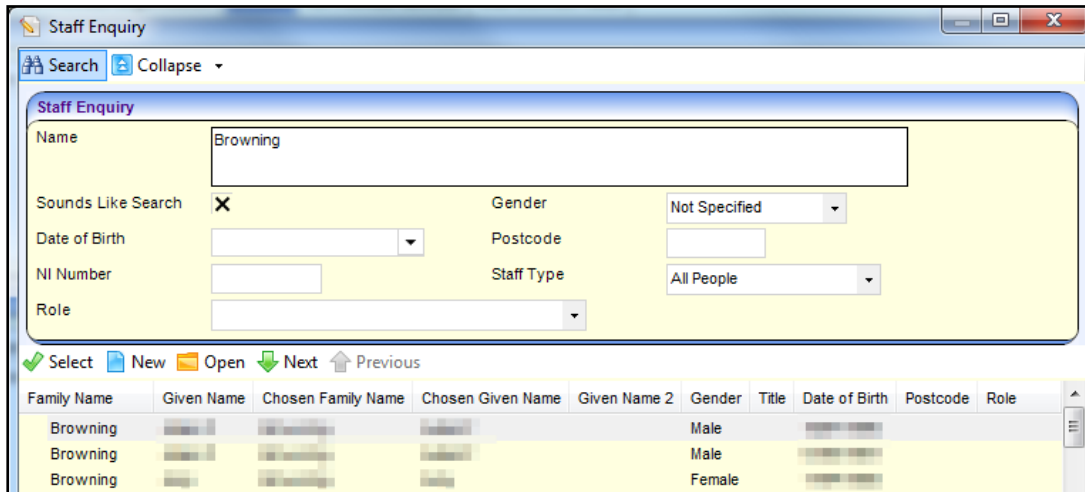 Staff Enquiry
Search Collapse
Staff Enquiry
Name Browning
Sounds Like Search Gender Not Specified
Date of Birth Postcode
NI Number Staff Type All People
Role
Select New Open Next Previous
Family Name Given Name Chosen Family Name Chosen Given Name Given Name 2 Gender Title Date of Birth Postcode Role
Browning Male
Browning Male
Browning Female